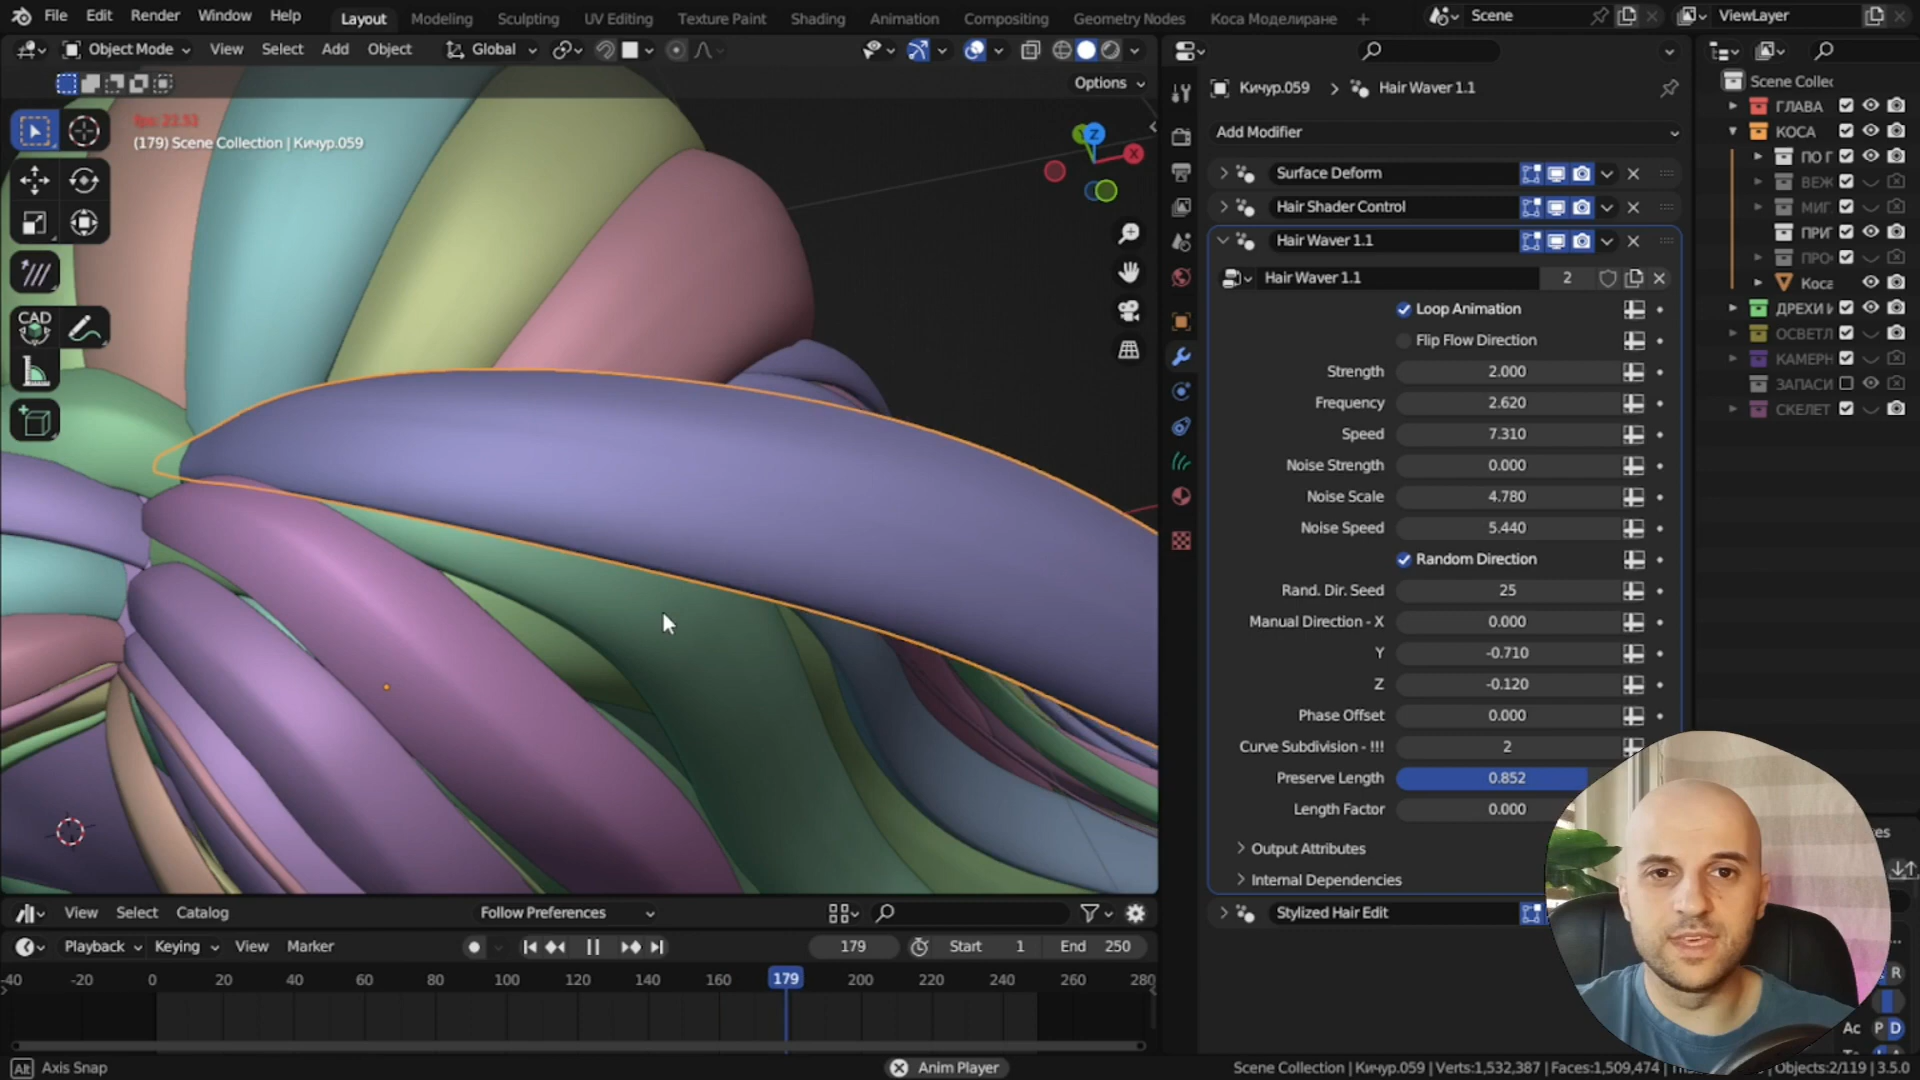 File Edit Render Window Help Layout Modeling Sculpting UV Editing Texture Paint Shading Animation Compositing Geometry Nodes Коса Моделиране + Scene ViewLayer
Object Mode View Select Add Object Global
Options
(179) Scene Collection | Кичур.059
CAD
Z
X
Кичур.059 > Hair Waver 1.1
Add Modifier
Surface Deform
Hair Shader Control
Hair Waver 1.1
Hair Waver 1.1 2
Loop Animation
Flip Flow Direction
Strength 2.000
Frequency 2.620
Speed 7.310
Noise Strength 0.000
Noise Scale 4.780
Noise Speed 5.440
Random Direction
Rand. Dir. Seed 25
Manual Direction - X 0.000
Y -0.710
Z -0.120
Phase Offset 0.000
Curve Subdivision - !!! 2
Preserve Length 0.852
Length Factor 0.000
Output Attributes
Internal Dependencies
Stylized Hair Edit
Scene Collec
ГЛАВА
КОСА
ПО Г
ВЕЖ
МИГ
ПРИГ
ПРО
Коса
ДРЕХИ И
ОСВЕТЛ
КАМЕРН
ЗАПАСИ
СКЕЛЕТ
es
R
Ac P D
View Select Catalog Follow Preferences
Playback Keying View Marker 179 Start 1 End 250
-40 -20 0 20 40 60 80 100 120 140 160 179 200 220 240 260 280
Alt Axis Snap Anim Player Scene Collection | Кичур.059 | Verts:1,532,387 | Faces:1,509,474 | Objects:2/119 | 3.5.0